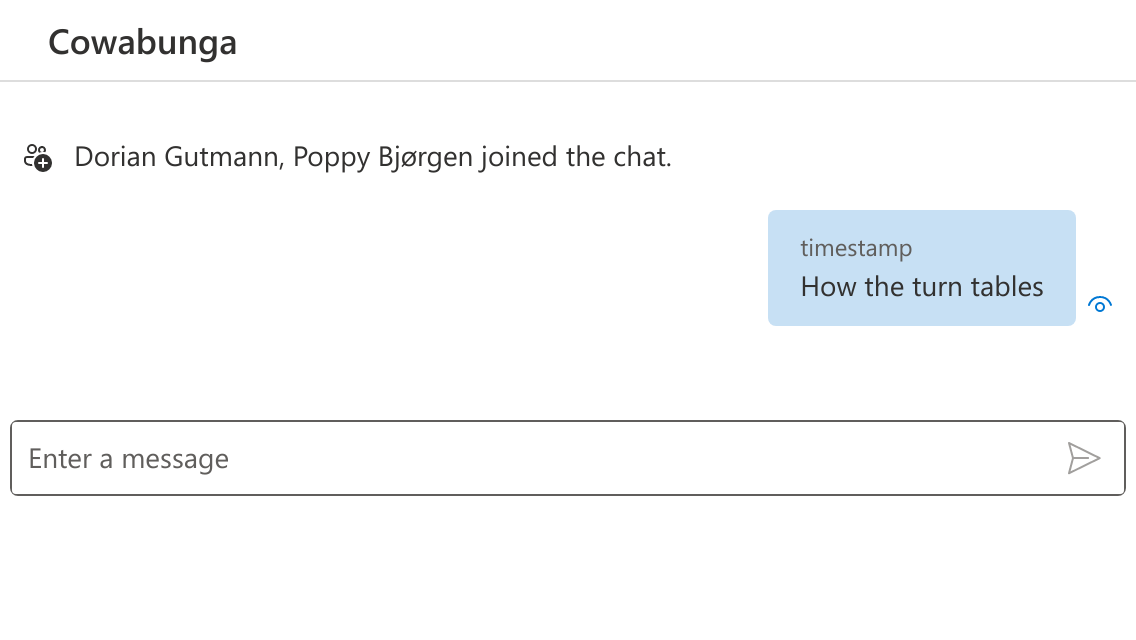 Cowabunga
Dorian Gutmann, Poppy Bjørgen joined the chat.
timestamp
How the turn tables
Enter a message